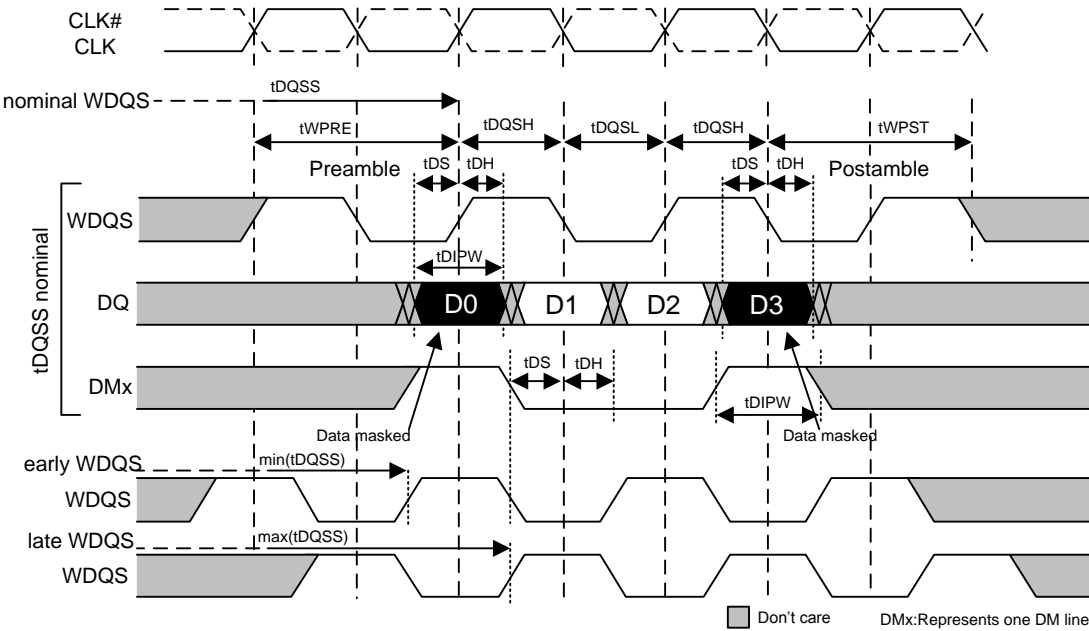 CLK#
CLK
nominal WDQS
tDQSS
tWPRE
tDQSH
tDQSL
tDQSH
tWPST
Preamble
tDS
tDH
tDS
tDH
Postamble
tDQSS nominal
WDQS
tDIPW
DQ
D0
D1
D2
D3
tDS
tDH
DMx
tDIPW
Data masked
Data masked
early WDQS
min(tDQSS)
WDQS
late WDQS
max(tDQSS)
WDQS
Don't care
DMx:Represents one DM line